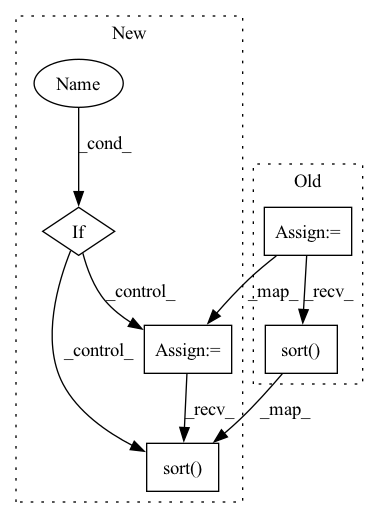 New
Name
_cond_
Old
If
Assign:=
_control_
_map_
_recv_
_control_
Assign:=
sort()
_recv_
_map_
sort()